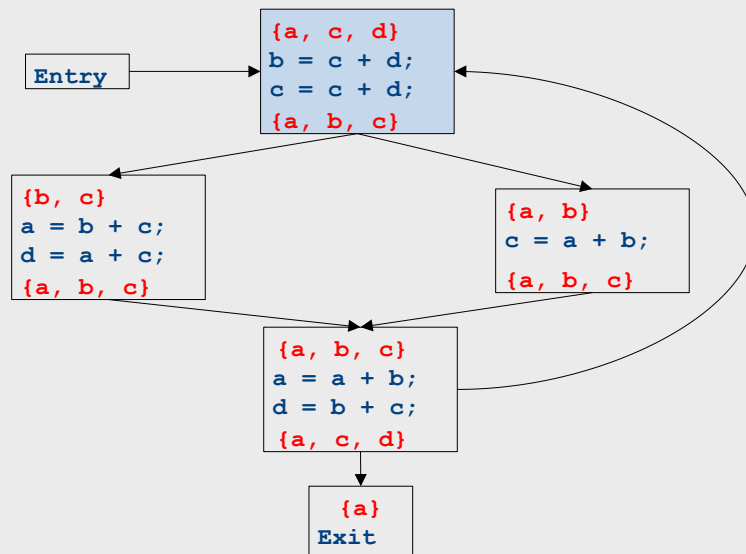 {a, c, d}
b = c + d;
c = c + d;
{a, b, c}
Entry
{b, c}
a = b + c;
d = a + c;
{a, b, c}
{a, b}
c = a + b;
{a, b, c}
{a, b, c}
a = a + b;
d = b + c;
{a, c, d}
{a}
Exit